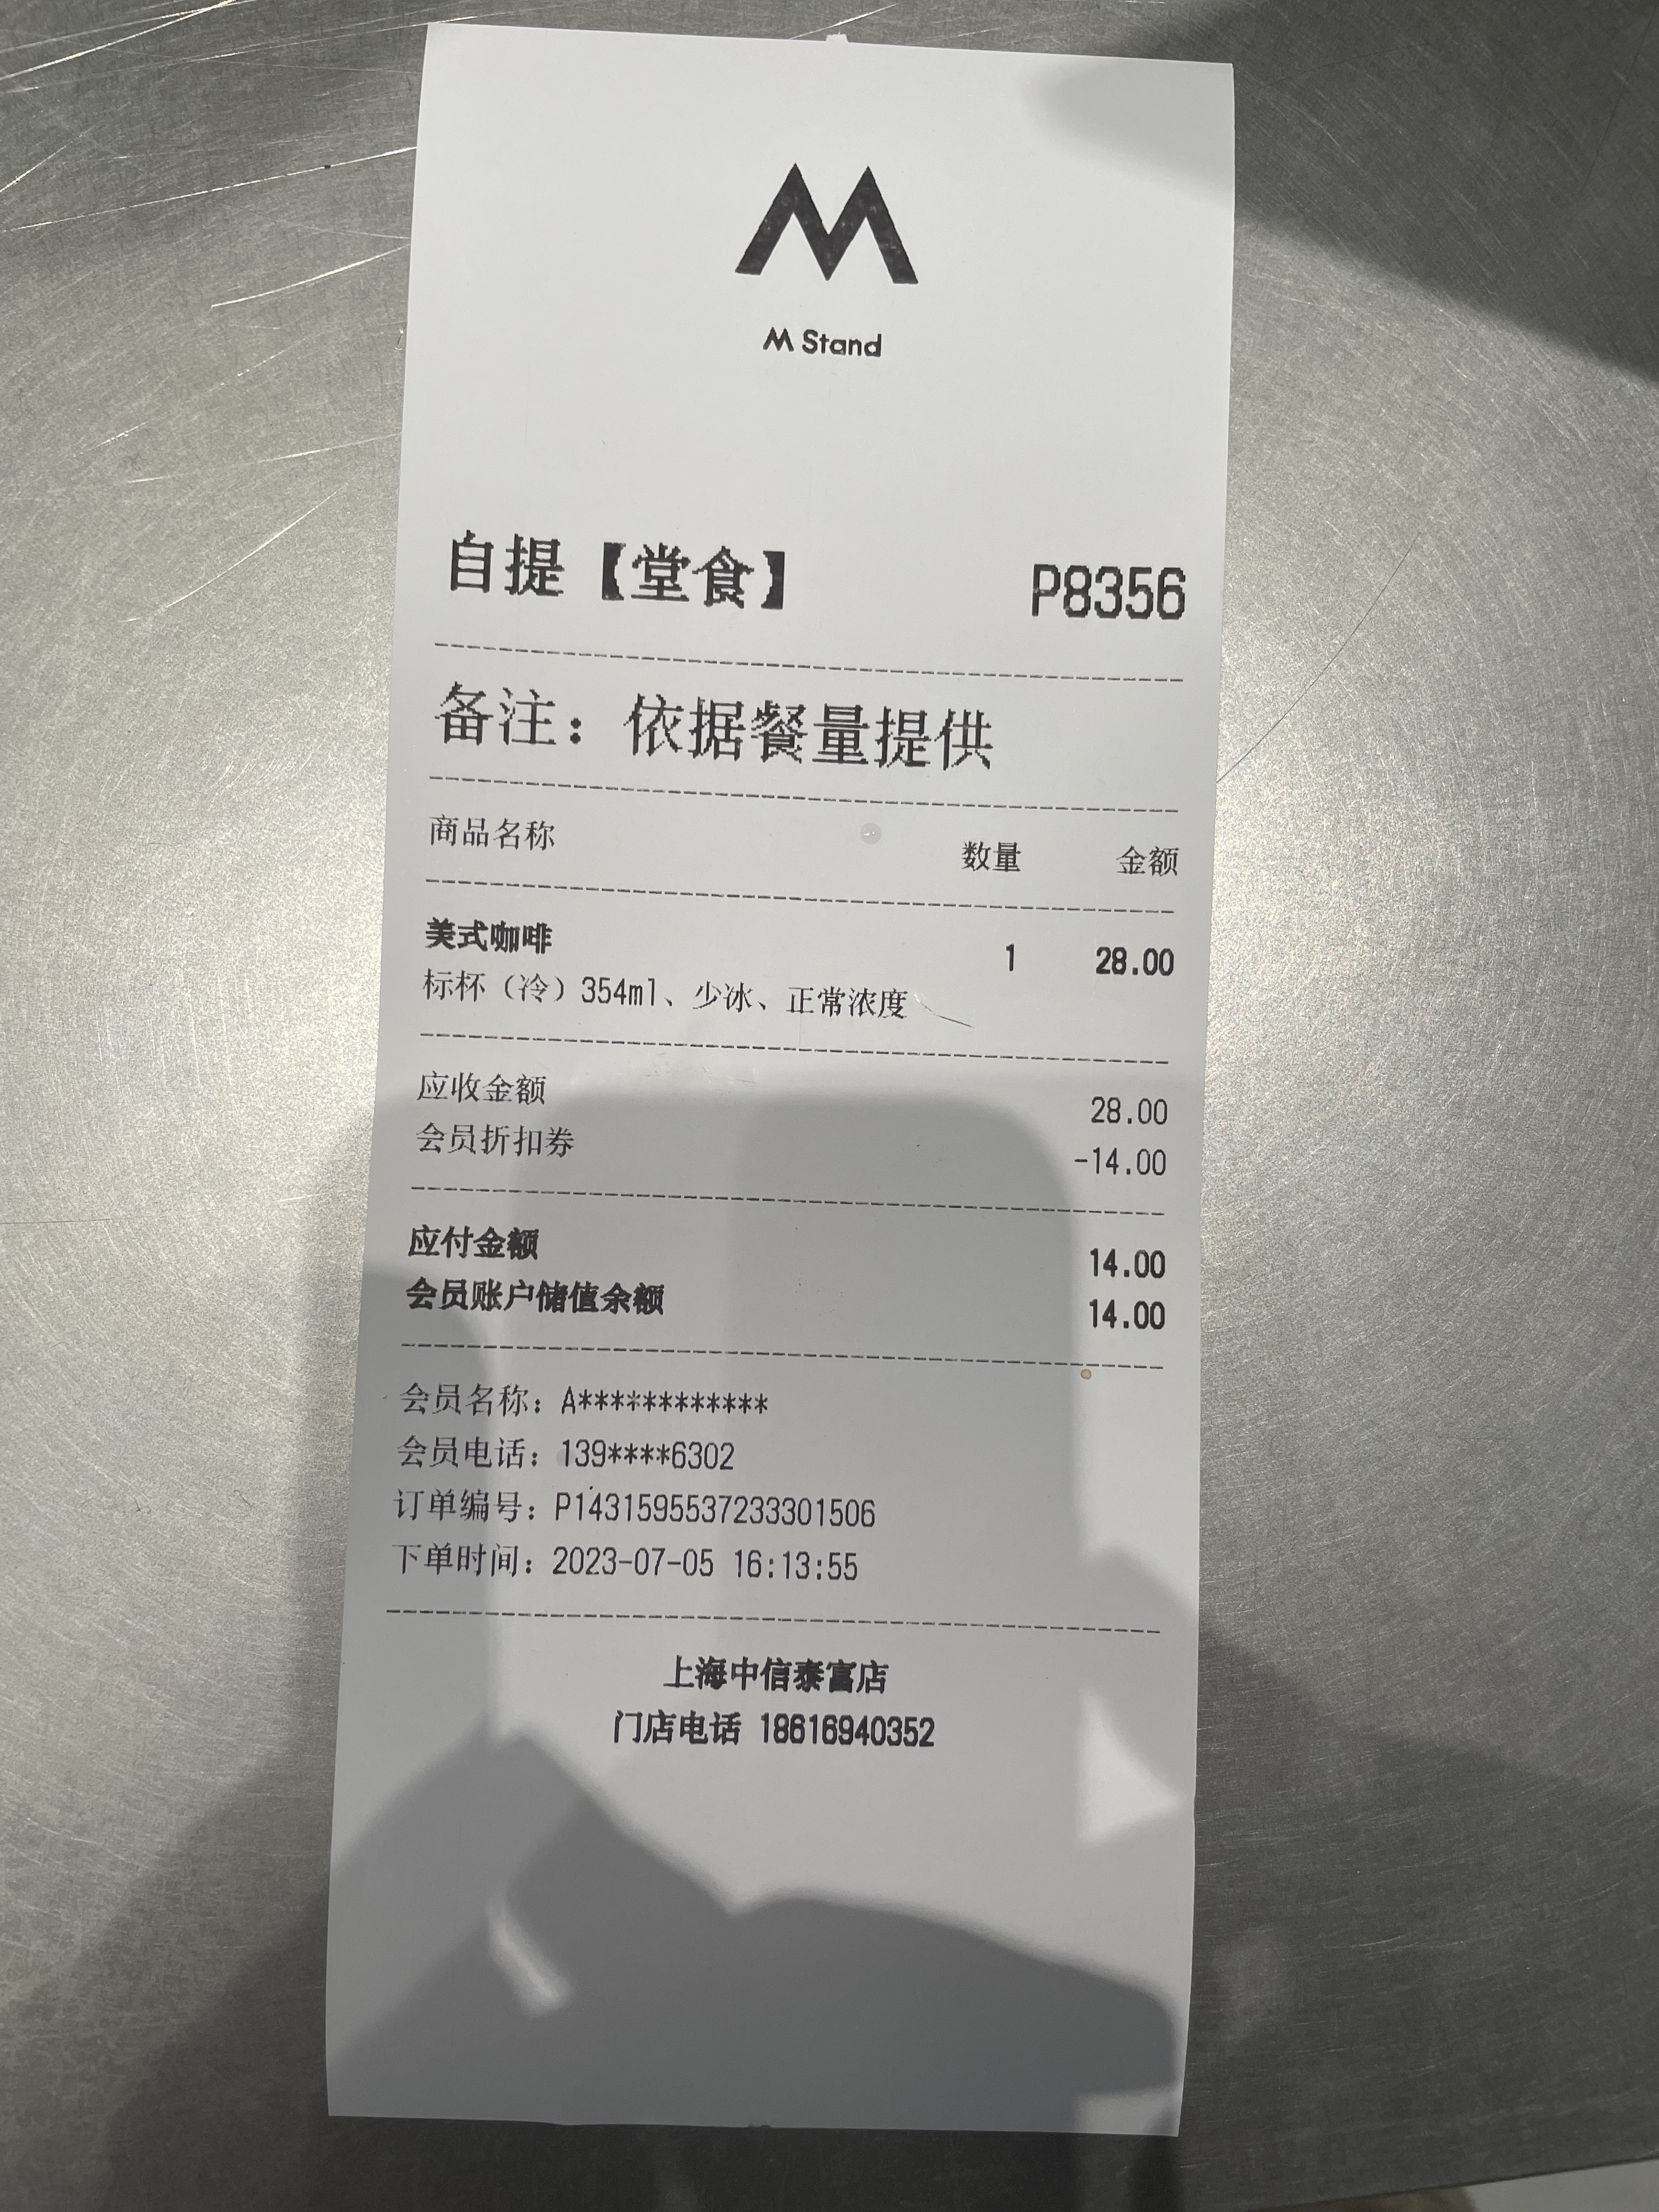 M
M Stand
自提【堂食】 P8356
备注：依据餐量提供
商品名称 数量 金额
美式咖啡 1 28.00
标杯（冷）354ml、少冰、正常浓度
应收金额 28.00
会员折扣券 -14.00
应付金额 14.00
会员账户储值余额 14.00
会员名称：A************
会员电话：139****6302
订单编号：P1431595537233301506
下单时间：2023-07-05 16:13:55
上海中信泰富店
门店电话 18616940352